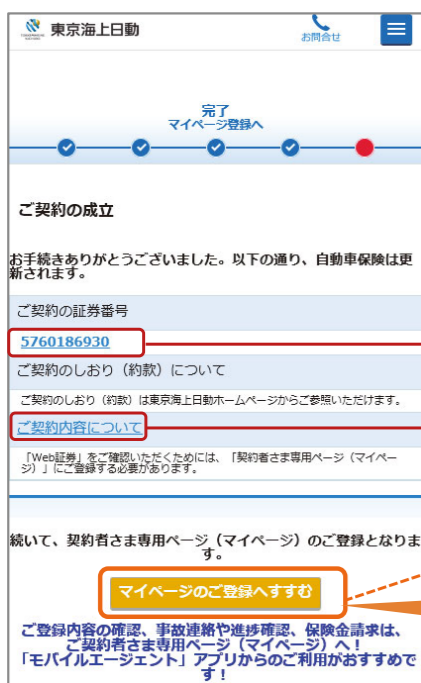 東京海上日動
お問合せ
完了
マイページ登録へ
ご契約の成立
お手続きありがとうございました。以下の通り、自動車保険は更
新されます。
ご契約の証券番号
5760186930
ご契約のしおり（約款）について
ご契約のしおり（約款）は東京海上日動ホームページからご参照いただけます。
ご契約内容について
「Web証券」をご確認いただくためには、「契約者さま専用ページ（マイペー
ジ）」にご登録する必要があります。
続いて、契約者さま専用ページ（マイページ）のご登録となりま
す。
マイページのご登録へすすむ
ご登録内容の確認、事故連絡や進捗確認、保険金請求は、
ご契約者さま専用ページ（マイページ）へ！
「モバイルエージェント」アプリからのご利用がおすすめで
す！